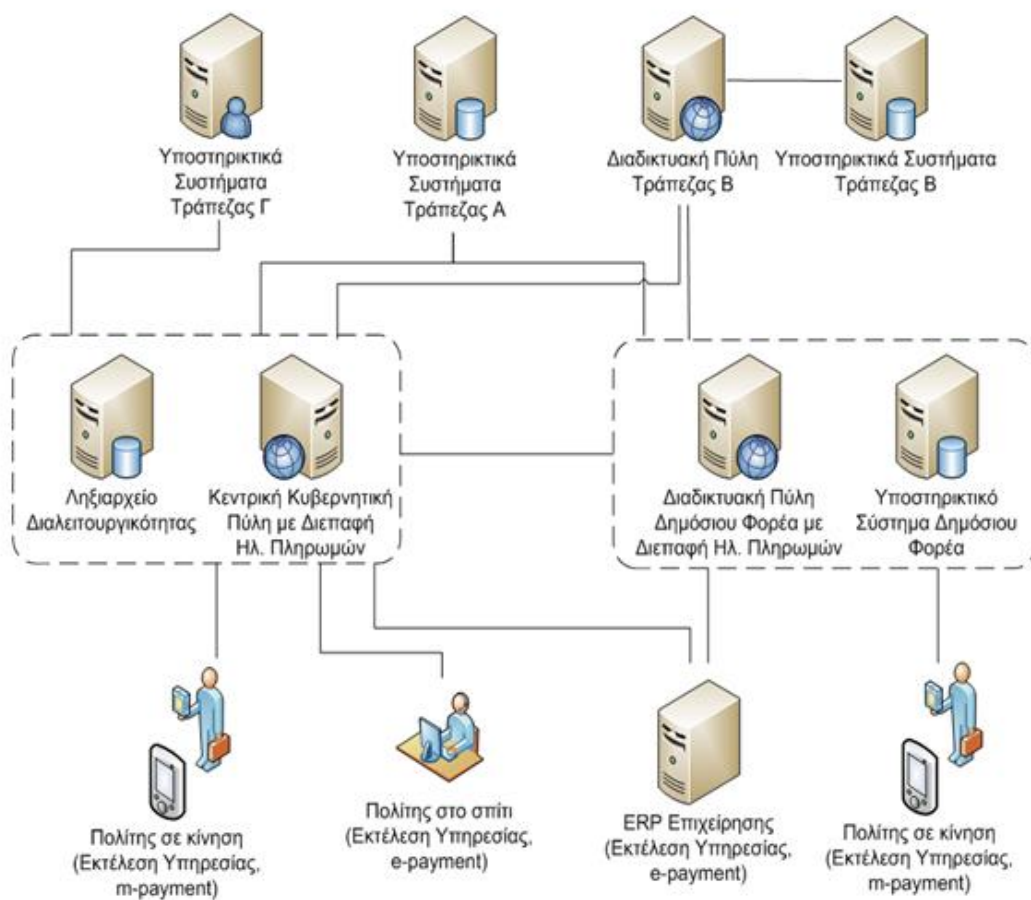 Υποστηρικτικά
Συστήματα
Τράπεζας Γ
Υποστηρικτικά
Συστήματα
Τράπεζας Α
Διαδικτυακή Πύλη
Τράπεζας Β
Υποστηρικτικά Συστήματα
Τράπεζας Β
Ληξιαρχείο
Διαλειτουργικότητας
Κεντρική Κυβερνητική
Πύλη με Διεπαφή
Ηλ. Πληρωμών
Διαδικτυακή Πύλη
Δημόσιου Φορέα με
Διεπαφή Ηλ. Πληρωμών
Υποστηρικτικό
Σύστημα Δημόσιου
Φορέα
Πολίτης σε κίνηση
(Εκτέλεση Υπηρεσίας,
m-payment)
Πολίτης στο σπίτι
(Εκτέλεση Υπηρεσίας,
e-payment)
ERP Επιχείρησης
(Εκτέλεση Υπηρεσίας,
e-payment)
Πολίτης σε κίνηση
(Εκτέλεση Υπηρεσίας,
m-payment)